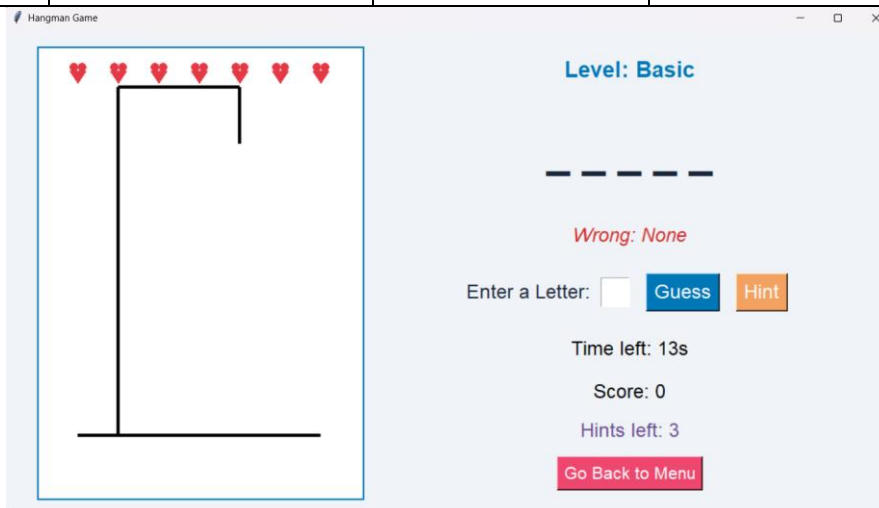 Hangman Game
Level: Basic
_ _ _ _ _
Wrong: None
Enter a Letter: Guess Hint
Time left: 13s
Score: 0
Hints left: 3
Go Back to Menu